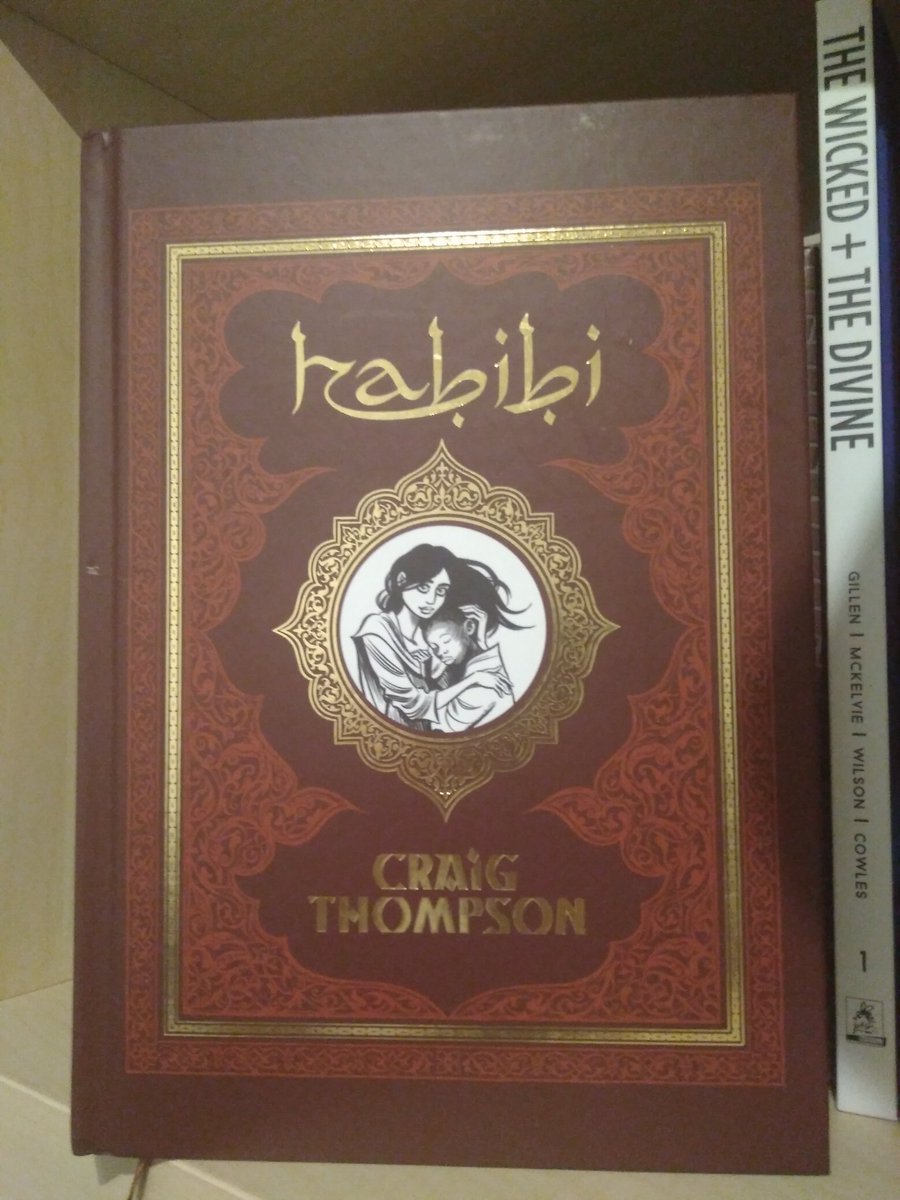 habibi
CRAiG
THOMPSON
THE WICKED + THE DIVINE
GILLEN | MCKELVIE | WILSON | COWLES
1